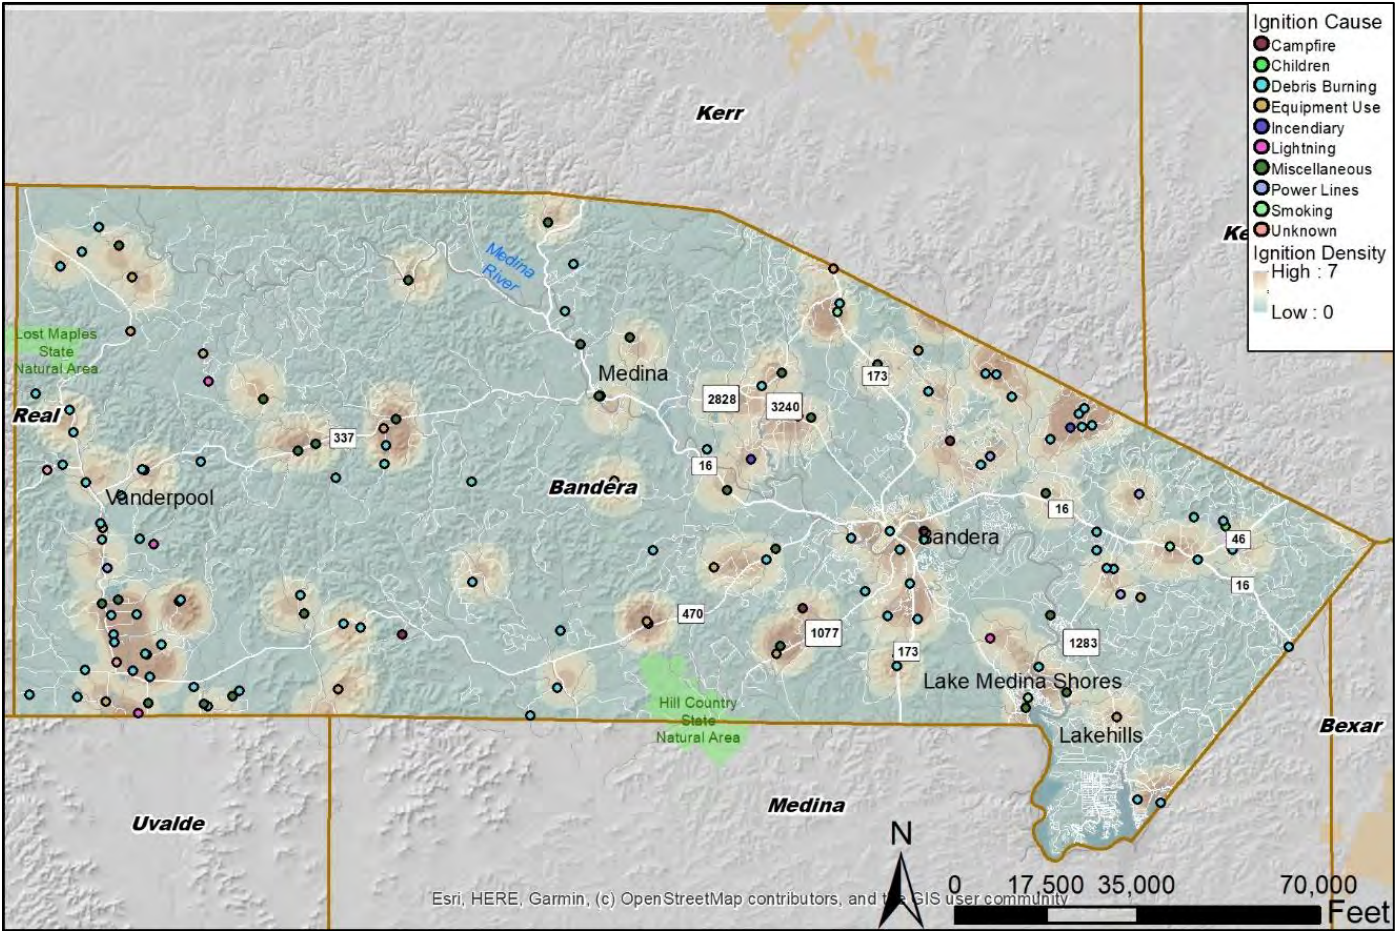 Ignition Cause
Campfire
Children
Debris Burning
Equipment Use
Incendiary
Lightning
Miscellaneous
Power Lines
Smoking
Unknown
Ignition Density
High : 7
Low : 0
Kerr
Ke
Medina
River
Lost Maples
State
Natural Area
Medina
173
2828
3240
Real
337
16
Bandera
Vanderpool
16
Bandera
46
16
470
1077
1283
173
Lake Medina Shores
Hill Country
State
Natural Area
Lakehills
Bexar
Medina
Uvalde
N
0 17,500 35,000 70,000
Feet
Esri, HERE, Garmin, (c) OpenStreetMap contributors, and the GIS user community